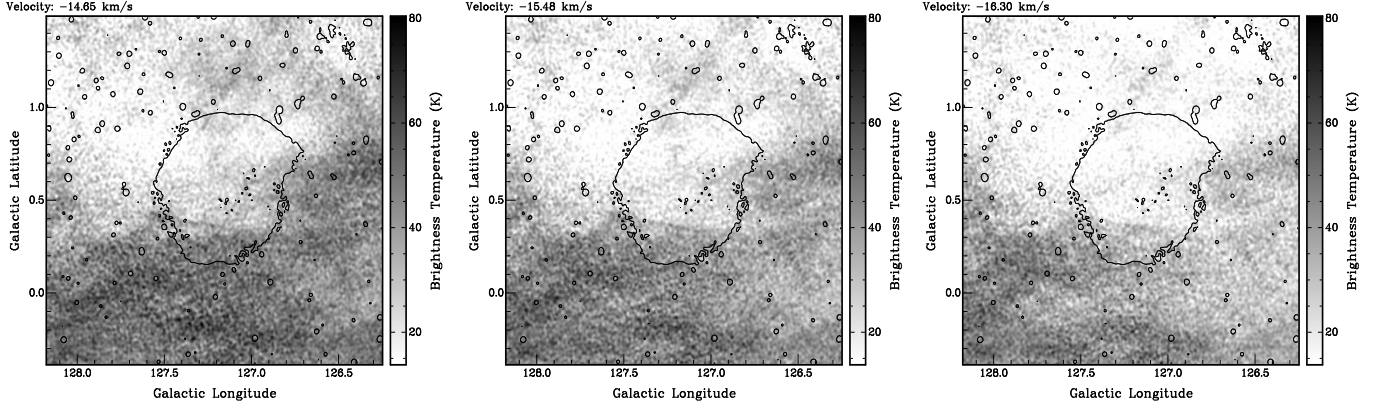 Velocity: −14.65 km/s
80
60
40
20
Brightness Temperature (K)
1.0
0.5
0.0
Galactic Latitude
128.0 127.5 127.0 126.5
Galactic Longitude
Velocity: −15.48 km/s
80
60
40
20
Brightness Temperature (K)
1.0
0.5
0.0
Galactic Latitude
128.0 127.5 127.0 126.5
Galactic Longitude
Velocity: −16.30 km/s
80
60
40
20
Brightness Temperature (K)
1.0
0.5
0.0
Galactic Latitude
128.0 127.5 127.0 126.5
Galactic Longitude